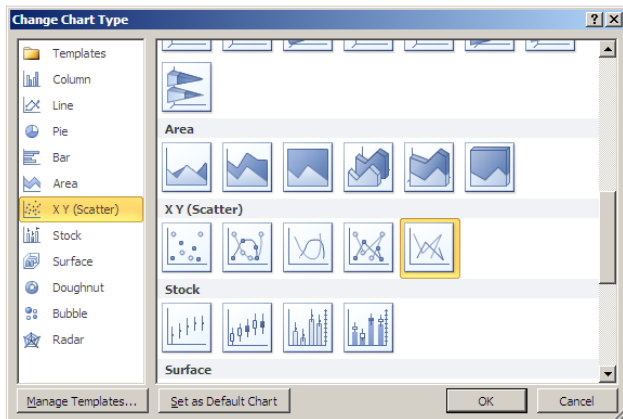 Change Chart Type
Templates
Column
Line
Pie
Bar
Area
X Y (Scatter)
Stock
Surface
Doughnut
Bubble
Radar
Area
X Y (Scatter)
Stock
Surface
Manage Templates...
Set as Default Chart
OK
Cancel